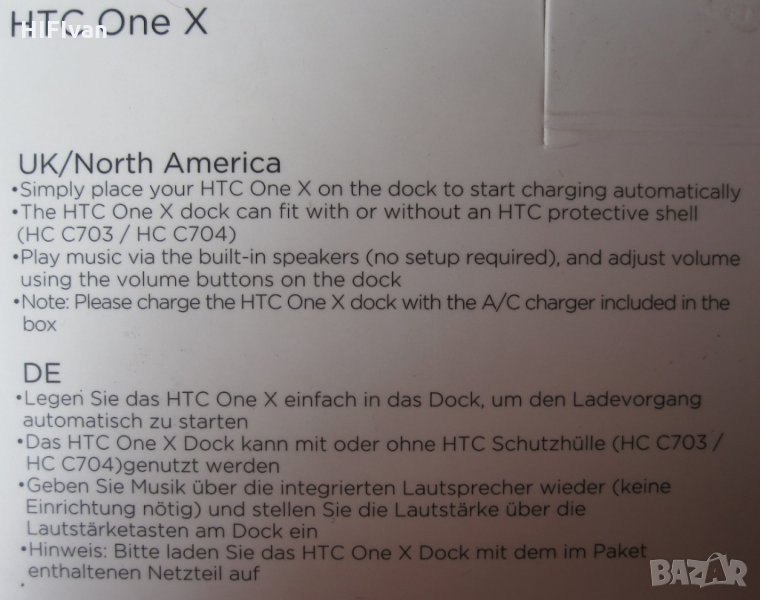 HTC One X
HIFIvan
UK/North America
•Simply place your HTC One X on the dock to start charging automatically
•The HTC One X dock can fit with or without an HTC protective shell
(HC C703 / HC C704)
•Play music via the built-in speakers (no setup required), and adjust volume
using the volume buttons on the dock
•Note: Please charge the HTC One X dock with the A/C charger included in the
box
DE
•Legen Sie das HTC One X einfach in das Dock, um den Ladevorgang
automatisch zu starten
•Das HTC One X Dock kann mit oder ohne HTC Schutzhülle (HC C703 /
HC C704)genutzt werden
•Geben Sie Musik über die integrierten Lautsprecher wieder (keine
Einrichtung nötig) und stellen Sie die Lautstärke über die
Lautstärketasten am Dock ein
•Hinweis: Bitte laden Sie das HTC One X Dock mit dem im Paket
enthaltenen Netzteil auf
BAZAR